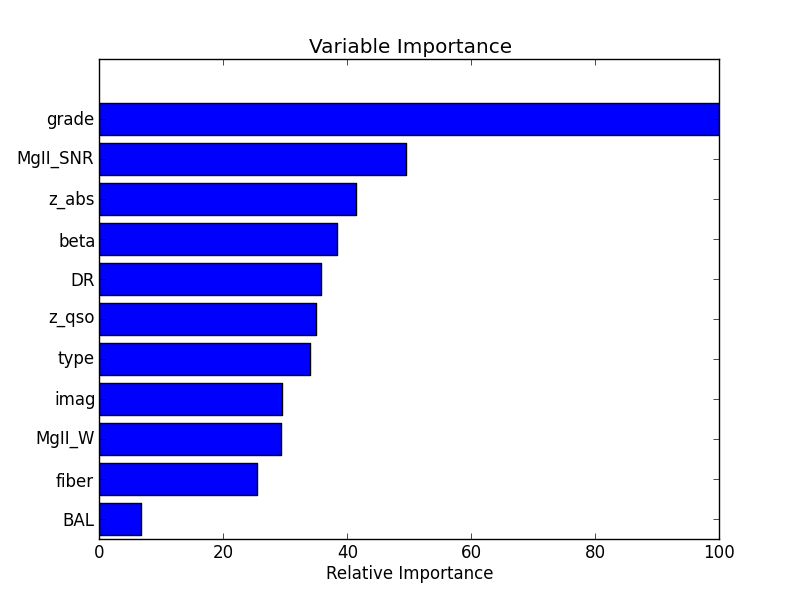 Variable Importance
grade
MgII_SNR
z_abs
beta
DR
z_qso
type
imag
MgII_W
fiber
BAL
0 20 40 60 80 100
Relative Importance